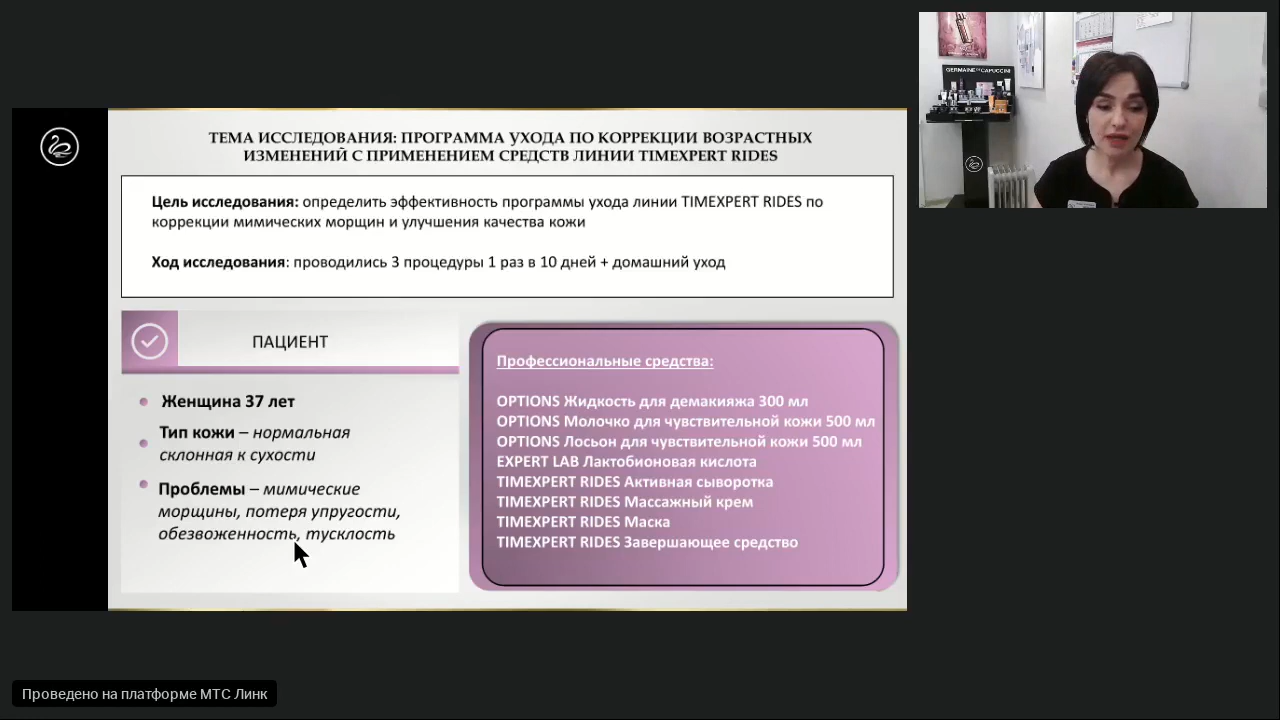 ТЕМА ИССЛЕДОВАНИЯ: ПРОГРАММА УХОДА ПО КОРРЕКЦИИ ВОЗРАСТНЫХ
ИЗМЕНЕНИЙ С ПРИМЕНЕНИЕМ СРЕДСТВ ЛИНИИ TIMEXPERT RIDES
Цель исследования: определить эффективность программы ухода линии TIMEXPERT RIDES по
коррекции мимических морщин и улучшения качества кожи
Ход исследования: проводились 3 процедуры 1 раз в 10 дней + домашний уход
ПАЦИЕНТ
Женщина 37 лет
Тип кожи – нормальная
склонная к сухости
Проблемы – мимические
морщины, потеря упругости,
обезвоженность, тусклость
Профессиональные средства:
OPTIONS Жидкость для демакияжа 300 мл
OPTIONS Молочко для чувствительной кожи 500 мл
OPTIONS Лосьон для чувствительной кожи 500 мл
EXPERT LAB Лактобионовая кислота
TIMEXPERT RIDES Активная сыворотка
TIMEXPERT RIDES Массажный крем
TIMEXPERT RIDES Маска
TIMEXPERT RIDES Завершающее средство
GERMAINE DE CAPUCCINI
Проведено на платформе МТС Линк